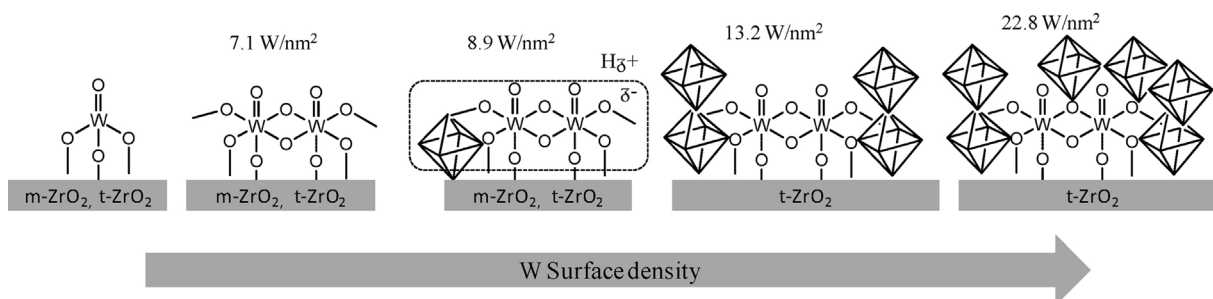 7.1 W/nm²
8.9 W/nm²
13.2 W/nm²
22.8 W/nm²
Hδ+
δ-
O
W
O O
O
O O O
O W W O
O O O
O O O O
O O O
O W W
O O O
O O O
O O O
O W W O
O O O O
O O O
O O O
O W W O
O O O O
O O O
m-ZrO₂, t-ZrO₂
m-ZrO₂, t-ZrO₂
m-ZrO₂, t-ZrO₂
t-ZrO₂
t-ZrO₂
W Surface density